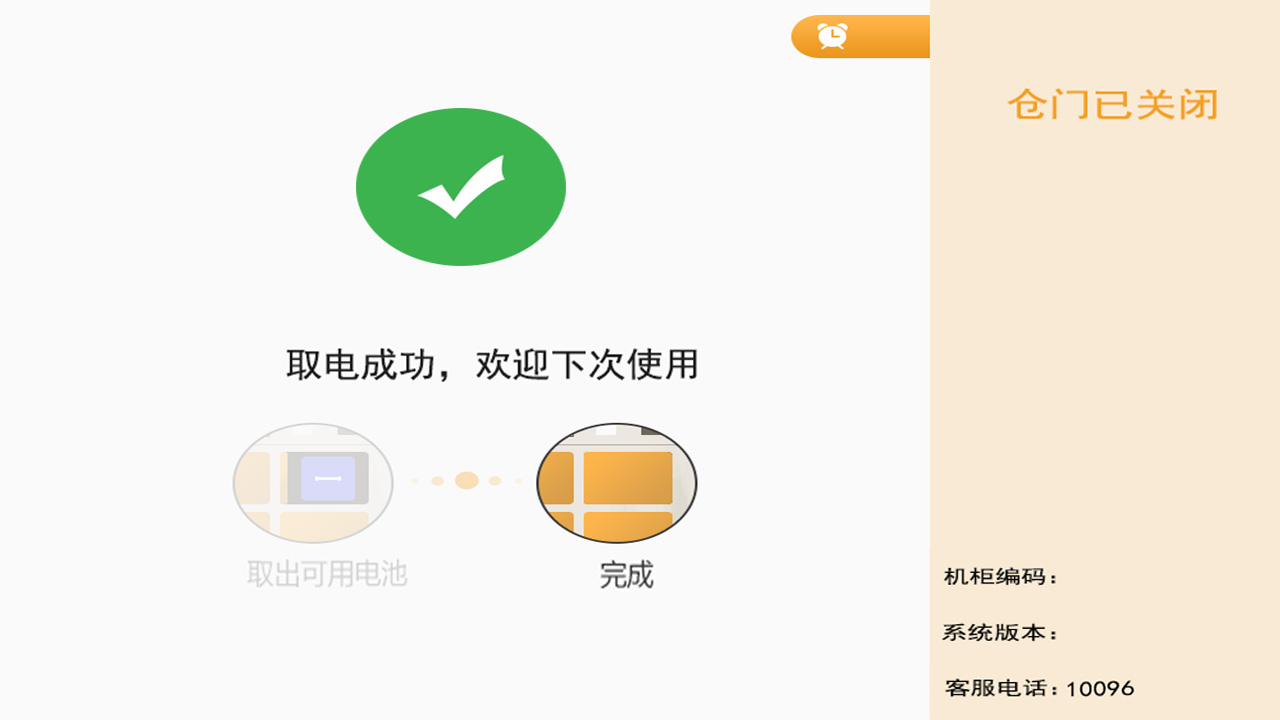 仓门已关闭
取电成功，欢迎下次使用
取出可用电池
完成
机柜编码：
系统版本：
客服电话：10096